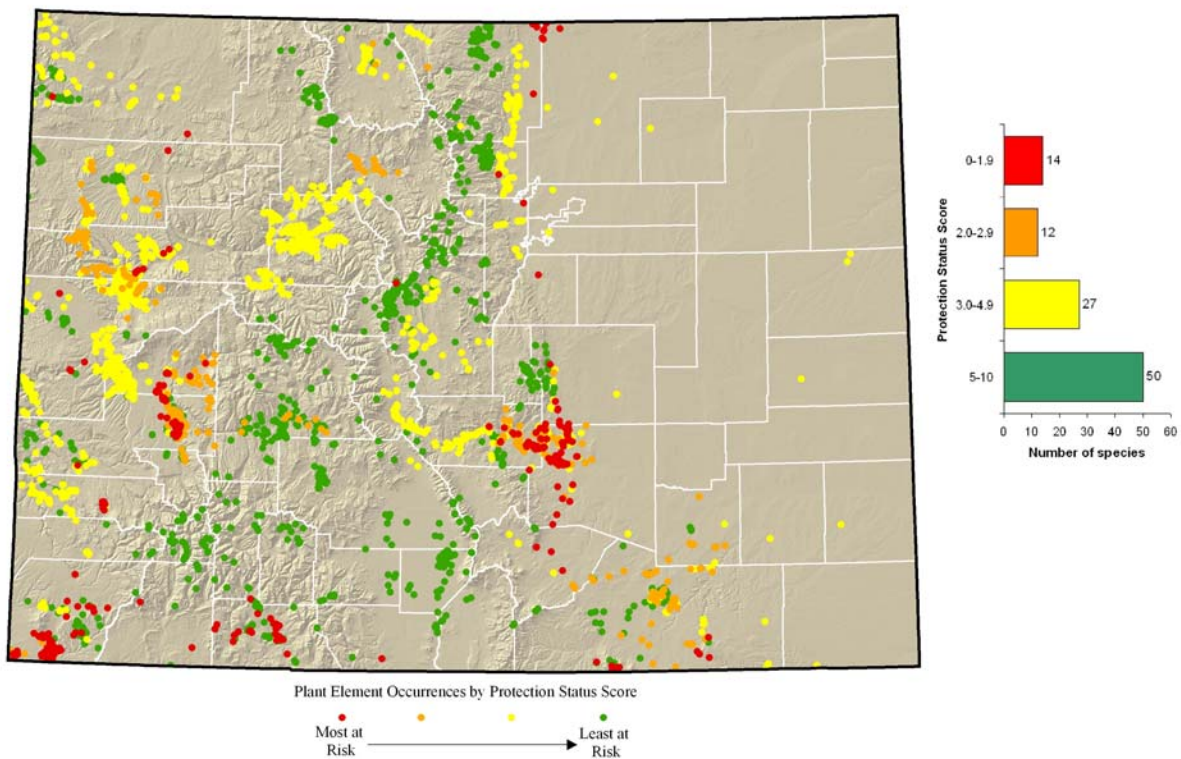 0-1.9
14
2.0-2.9
12
3.0-4.9
27
5-10
50
Protection Status Score
0 10 20 30 40 50 60
Number of species
Plant Element Occurrences by Protection Status Score
Most at
Risk
Least at
Risk